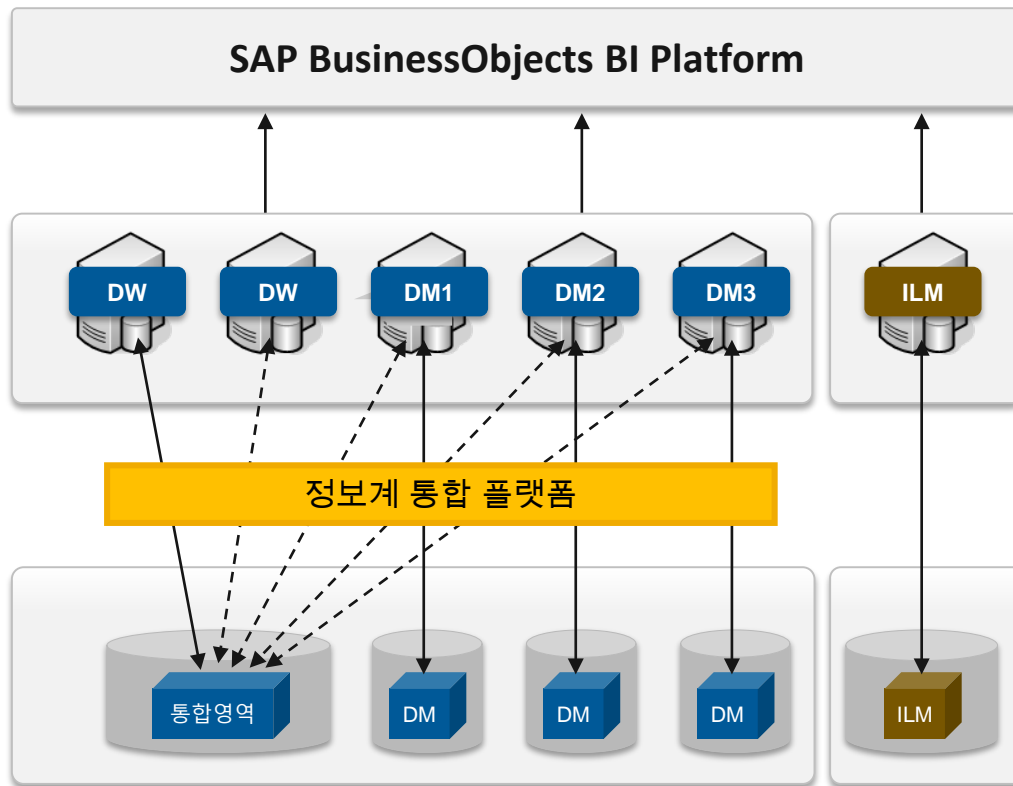 SAP BusinessObjects BI Platform
DW
DW
DM1
DM2
DM3
ILM
정보계 통합 플랫폼
통합영역
DM
DM
DM
ILM